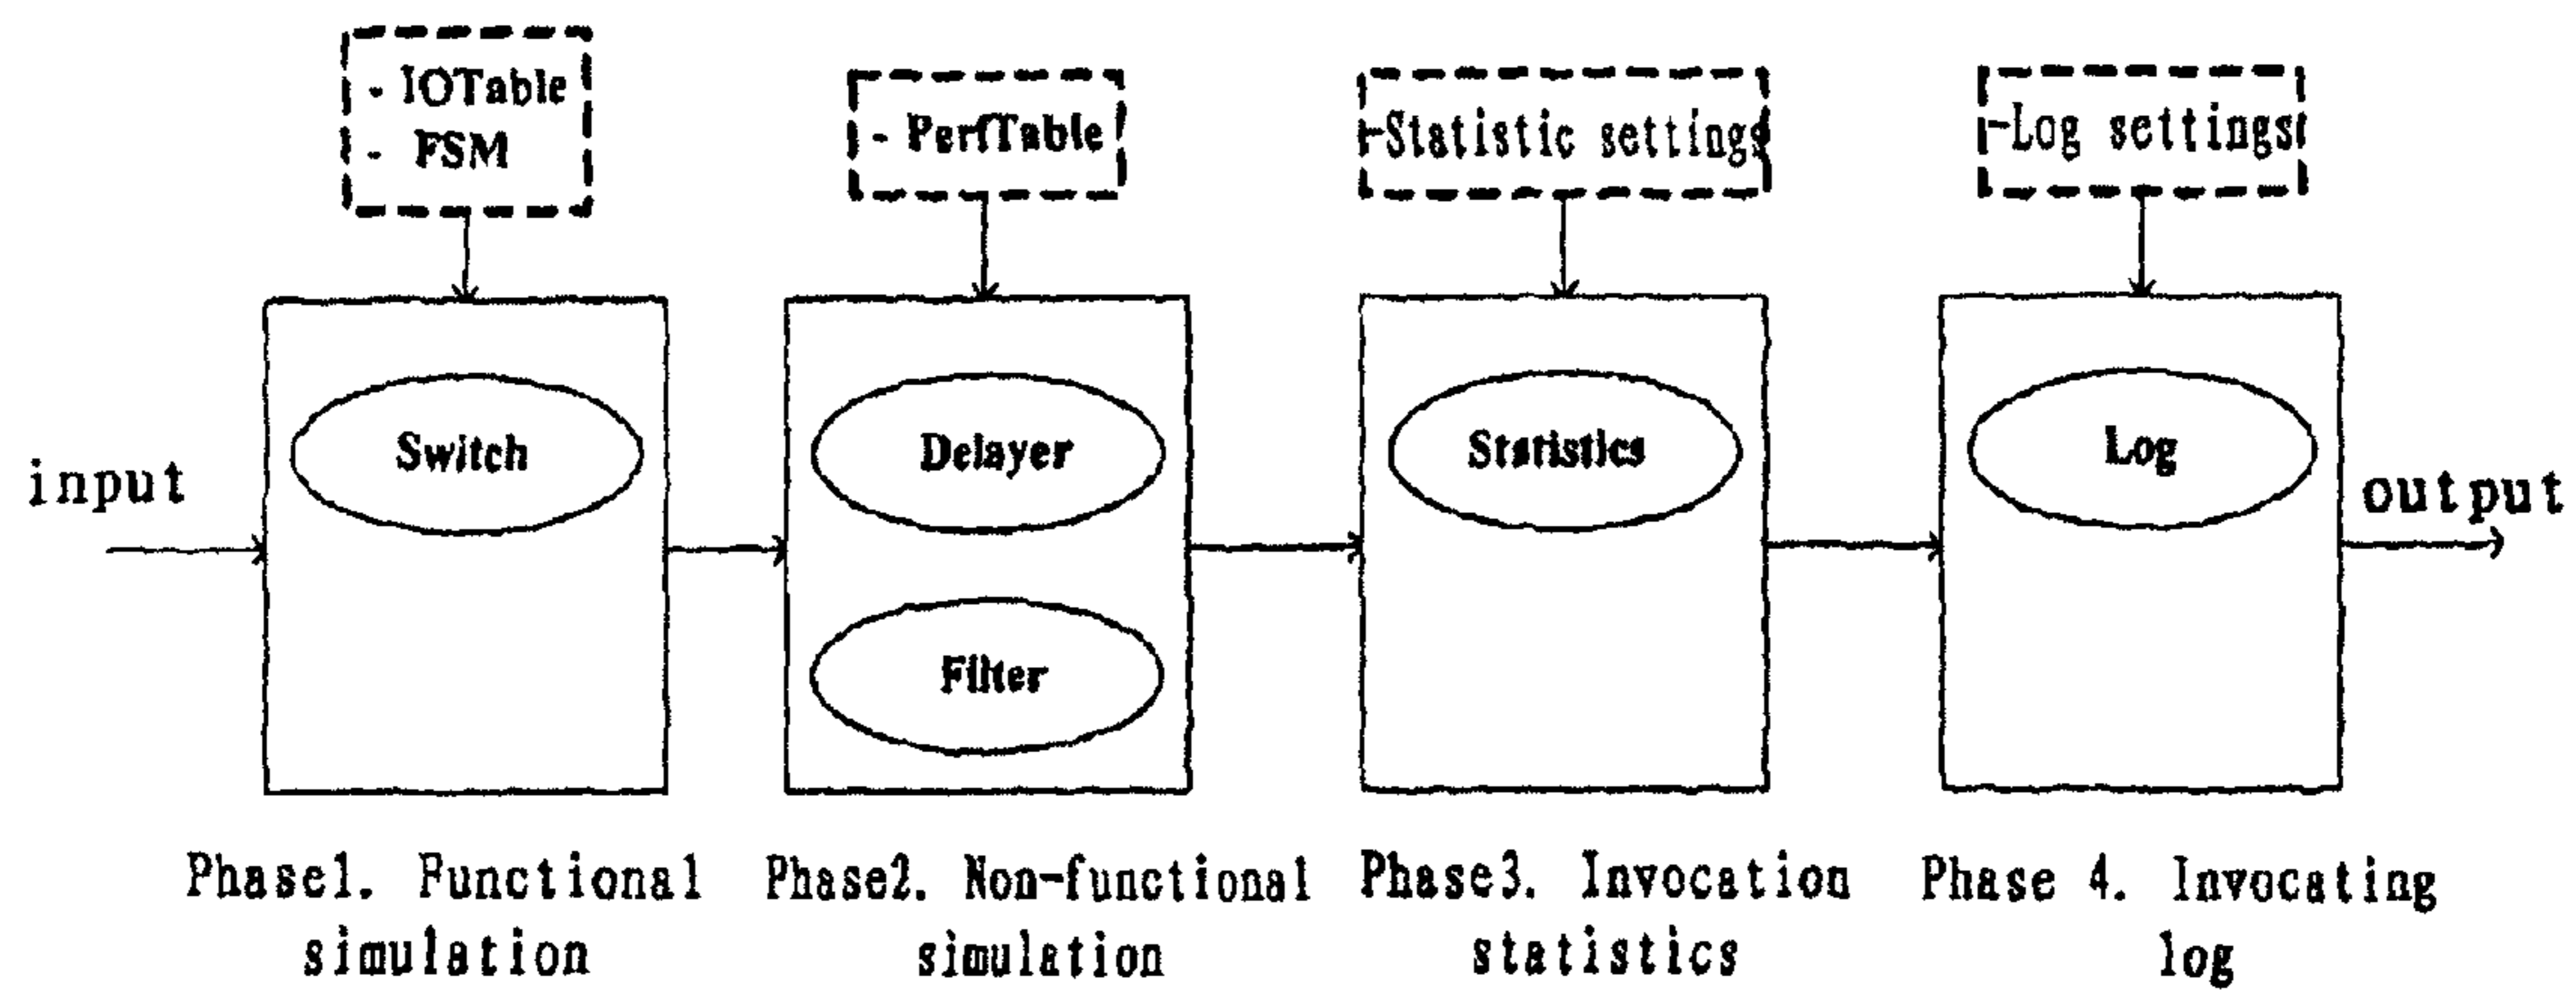 - IOTable
- FSM
- PerfTable
-Statistic settings
-Log settings
input
Switch
Delayer
Filter
Statistics
Log
output
Phase1. Functional
simulation
Phase2. Non-functional
simulation
Phase3. Invocation
statistics
Phase 4. Invocating
log